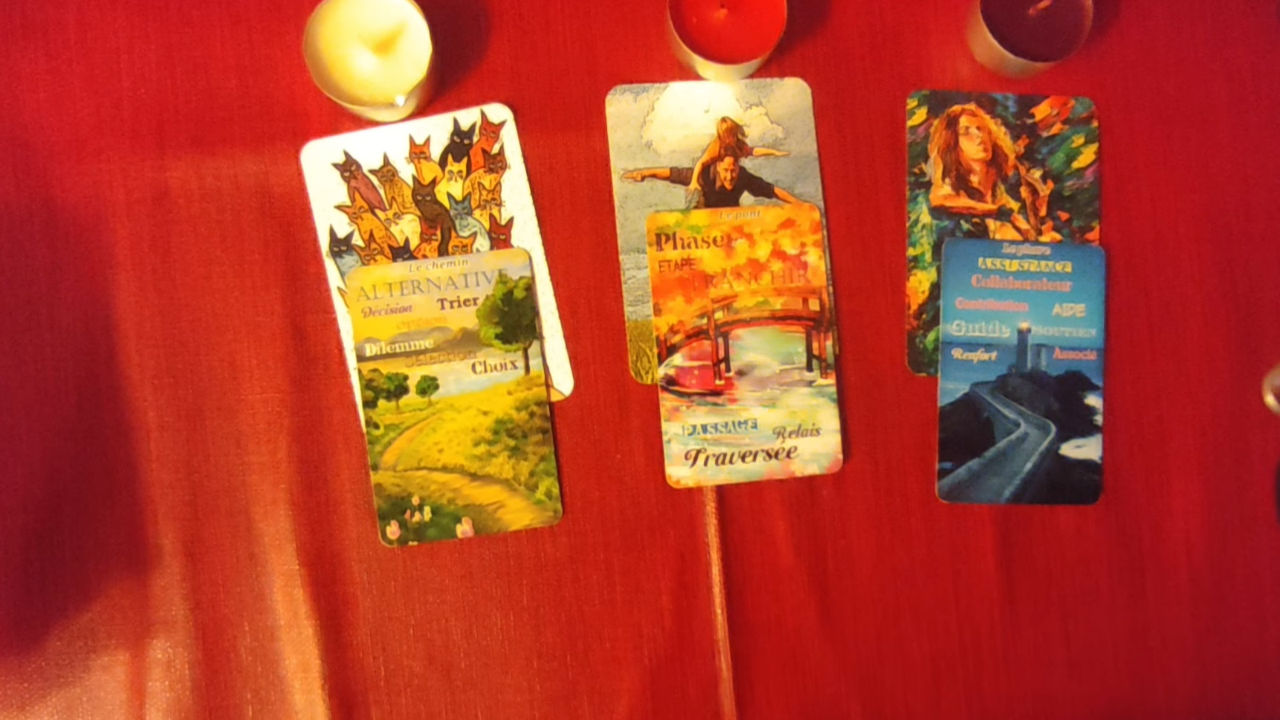 Le chemin
ALTERNATIVE
Décision Trier
Dilemme
Choix
Le pont
Phase
ETAPE
FRANCHIR
PASSAGE Relais
Traversée
Le phare
ASSISTANCE
Collaborateur
Contribution AIDE
Guide SOUTIEN
Renfort Associé